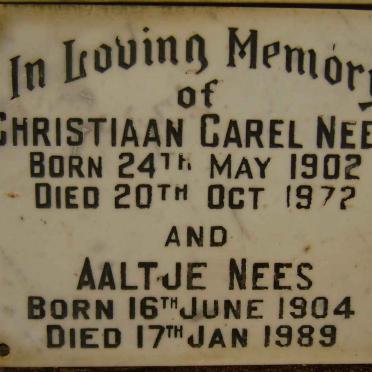 In Loving Memory
of
CHRISTIAAN CAREL NEE
BORN 24TH MAY 1902
DIED 20TH OCT 1972
AND
AALTJE NEES
BORN 16TH JUNE 1904
DIED 17TH JAN 1989